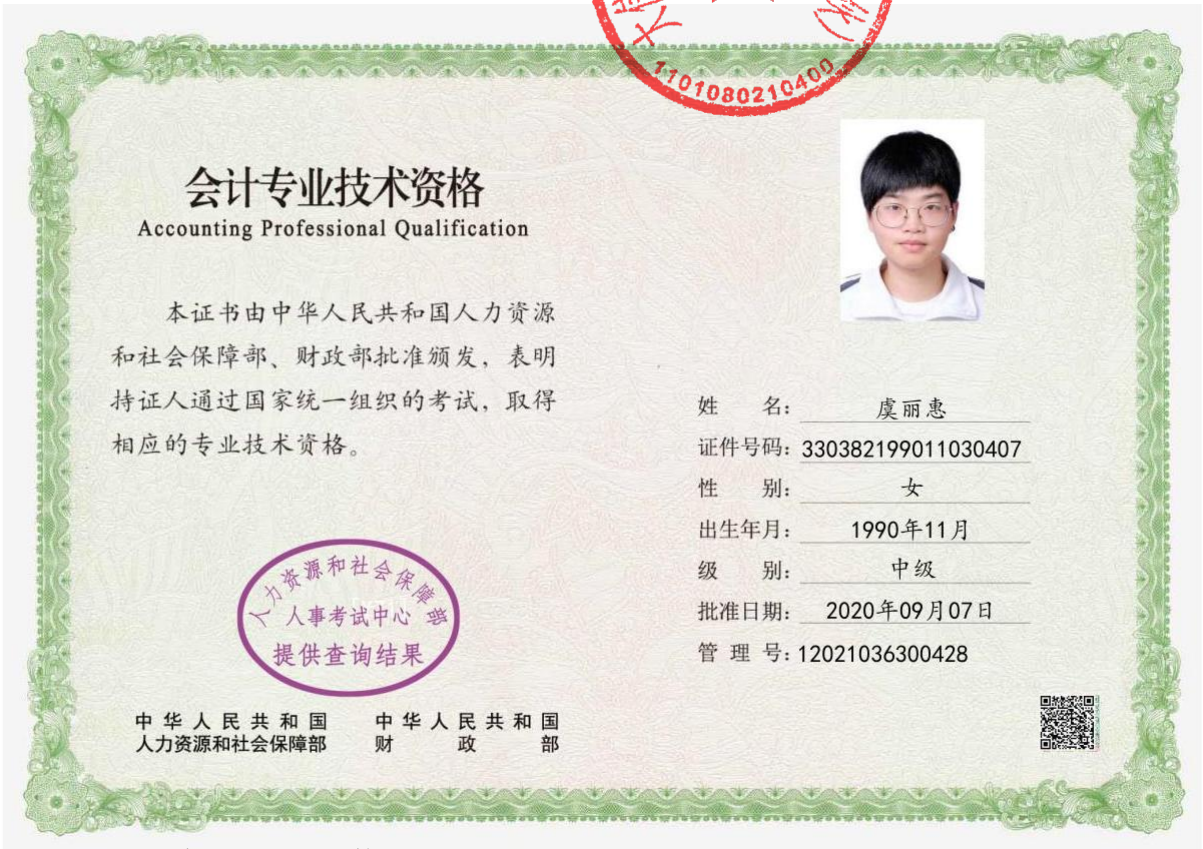 1101080210400
会计专业技术资格
Accounting Professional Qualification
本证书由中华人民共和国人力资源
和社会保障部、财政部批准颁发，表明
持证人通过国家统一组织的考试，取得
相应的专业技术资格。
人力资源和社会保障部
人事考试中心
提供查询结果
中华人民共和国
人力资源和社会保障部
中华人民共和国
财政部
姓名：虞丽惠
证件号码：330382199011030407
性别：女
出生年月：1990年11月
级别：中级
批准日期：2020年09月07日
管理号：12021036300428